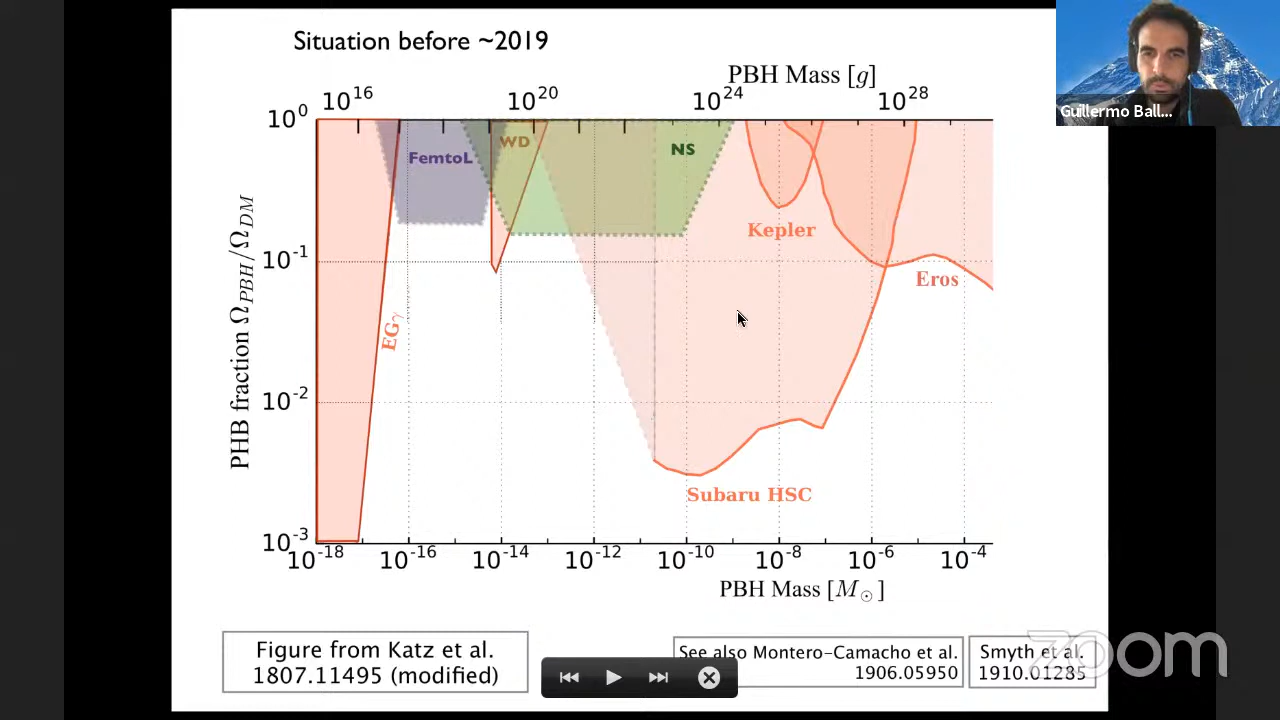 Situation before ~2019
PBH Mass [g]
10^16 10^20 10^24 10^28
10^0
10^-1
10^-2
10^-3
PHB fraction Ω_PBH/Ω_DM
FemtoL
WD
NS
EGγ
Kepler
Eros
Subaru HSC
10^-18 10^-16 10^-14 10^-12 10^-10 10^-8 10^-6 10^-4
PBH Mass [M_☉]
Figure from Katz et al.
1807.11495 (modified)
See also Montero-Camacho et al.
1906.05950
Smyth et al.
1910.01285
Guillermo Ball...
zoom